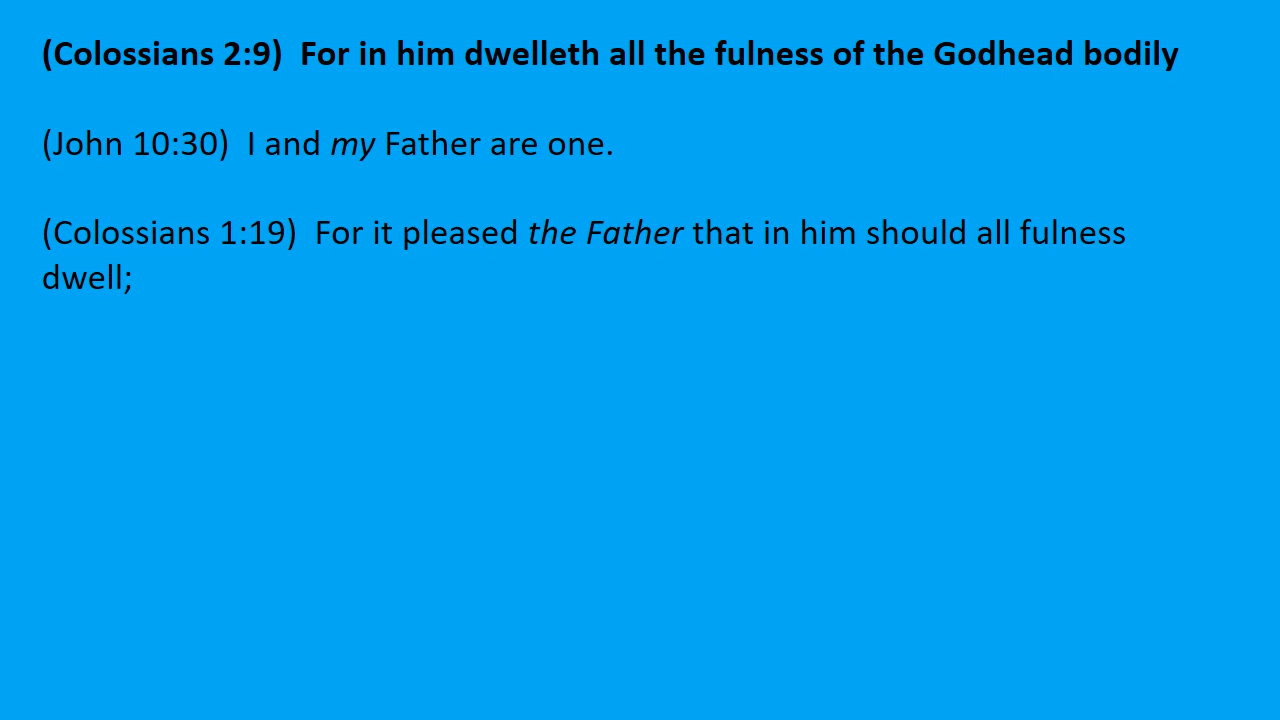 (Colossians 2:9)  For in him dwelleth all the fulness of the Godhead bodily
(John 10:30)  I and my Father are one.
(Colossians 1:19)  For it pleased the Father that in him should all fulness
dwell;